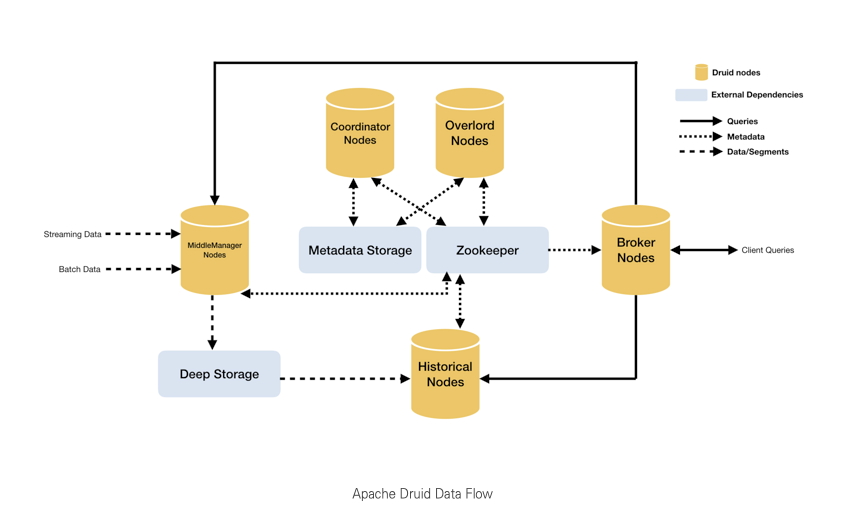 Druid nodes
External Dependencies
Queries
Metadata
Data/Segments
Coordinator
Nodes
Overlord
Nodes
MiddleManager
Nodes
Streaming Data
Batch Data
Metadata Storage
Zookeeper
Broker
Nodes
Client Queries
Deep Storage
Historical
Nodes
Apache Druid Data Flow